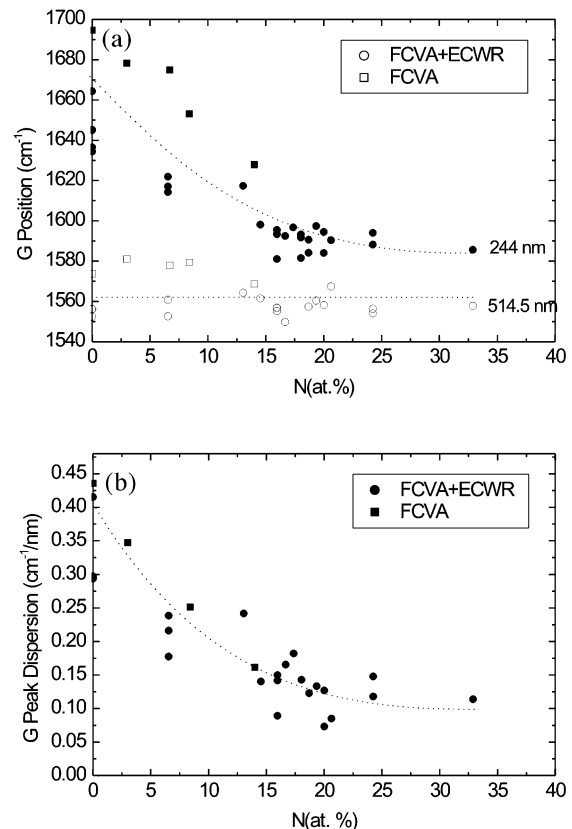 (a)
FCVA+ECWR
FCVA
G Position (cm⁻¹)
1700
1680
1660
1640
1620
1600
1580
1560
1540
244 nm
514.5 nm
0 5 10 15 20 25 30 35 40
N(at.%)
(b)
FCVA+ECWR
FCVA
G Peak Dispersion (cm⁻¹/nm)
0.45
0.40
0.35
0.30
0.25
0.20
0.15
0.10
0.05
0.00
0 5 10 15 20 25 30 35 40
N(at. %)